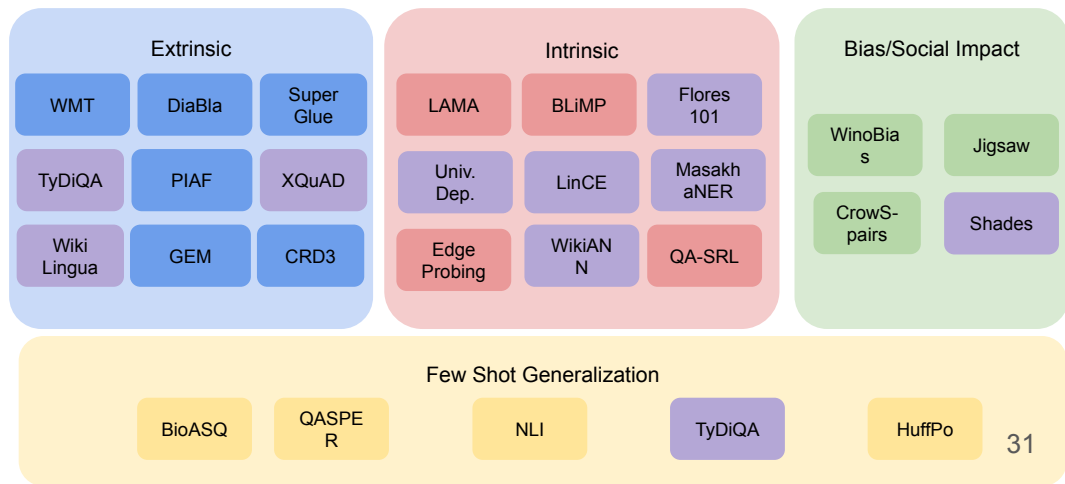 Extrinsic
WMT
DiaBla
Super
Glue
TyDiQA
PIAF
XQuAD
Wiki
Lingua
GEM
CRD3
Intrinsic
LAMA
BLiMP
Flores
101
Univ.
Dep.
LinCE
Masakh
aNER
Edge
Probing
WikiAN
N
QA-SRL
Bias/Social Impact
WinoBia
s
Jigsaw
CrowS-
pairs
Shades
Few Shot Generalization
BioASQ
QASPE
R
NLI
TyDiQA
HuffPo
31